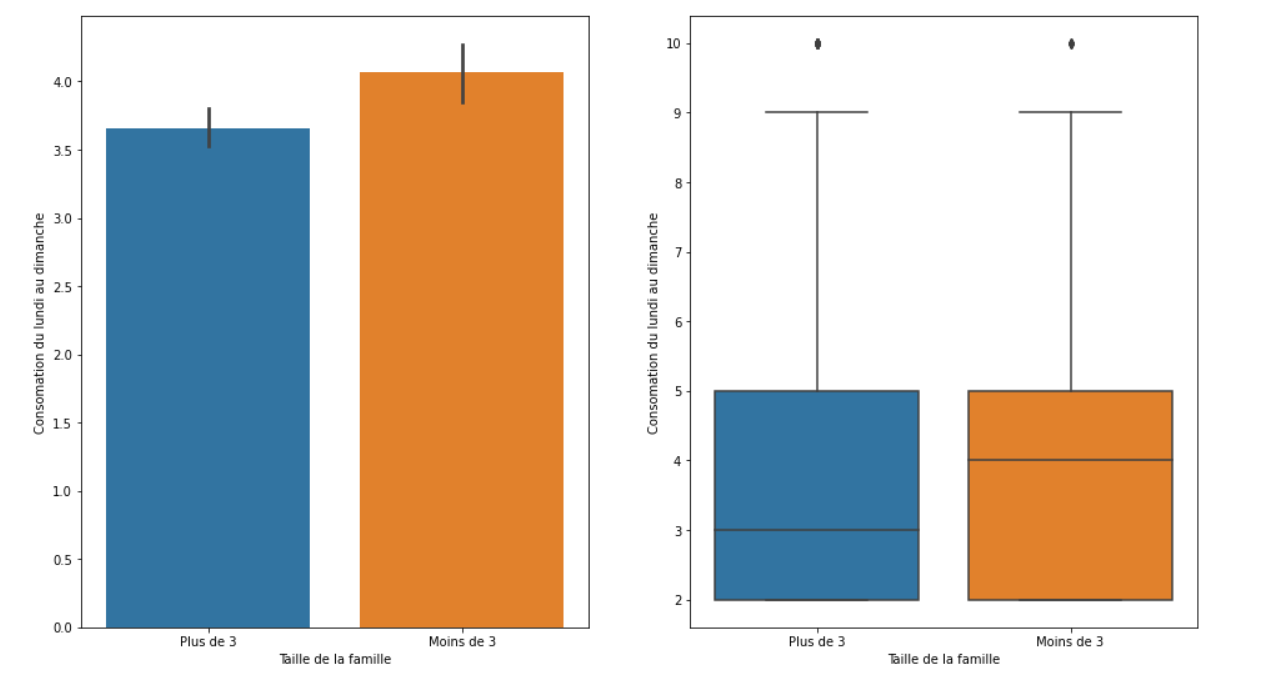 Consomation du lundi au dimanche
4.0
3.5
3.0
2.5
2.0
1.5
1.0
0.5
0.0
Plus de 3
Moins de 3
Taille de la famille
Consomation du lundi au dimanche
10
9
8
7
6
5
4
3
2
Plus de 3
Moins de 3
Taille de la famille